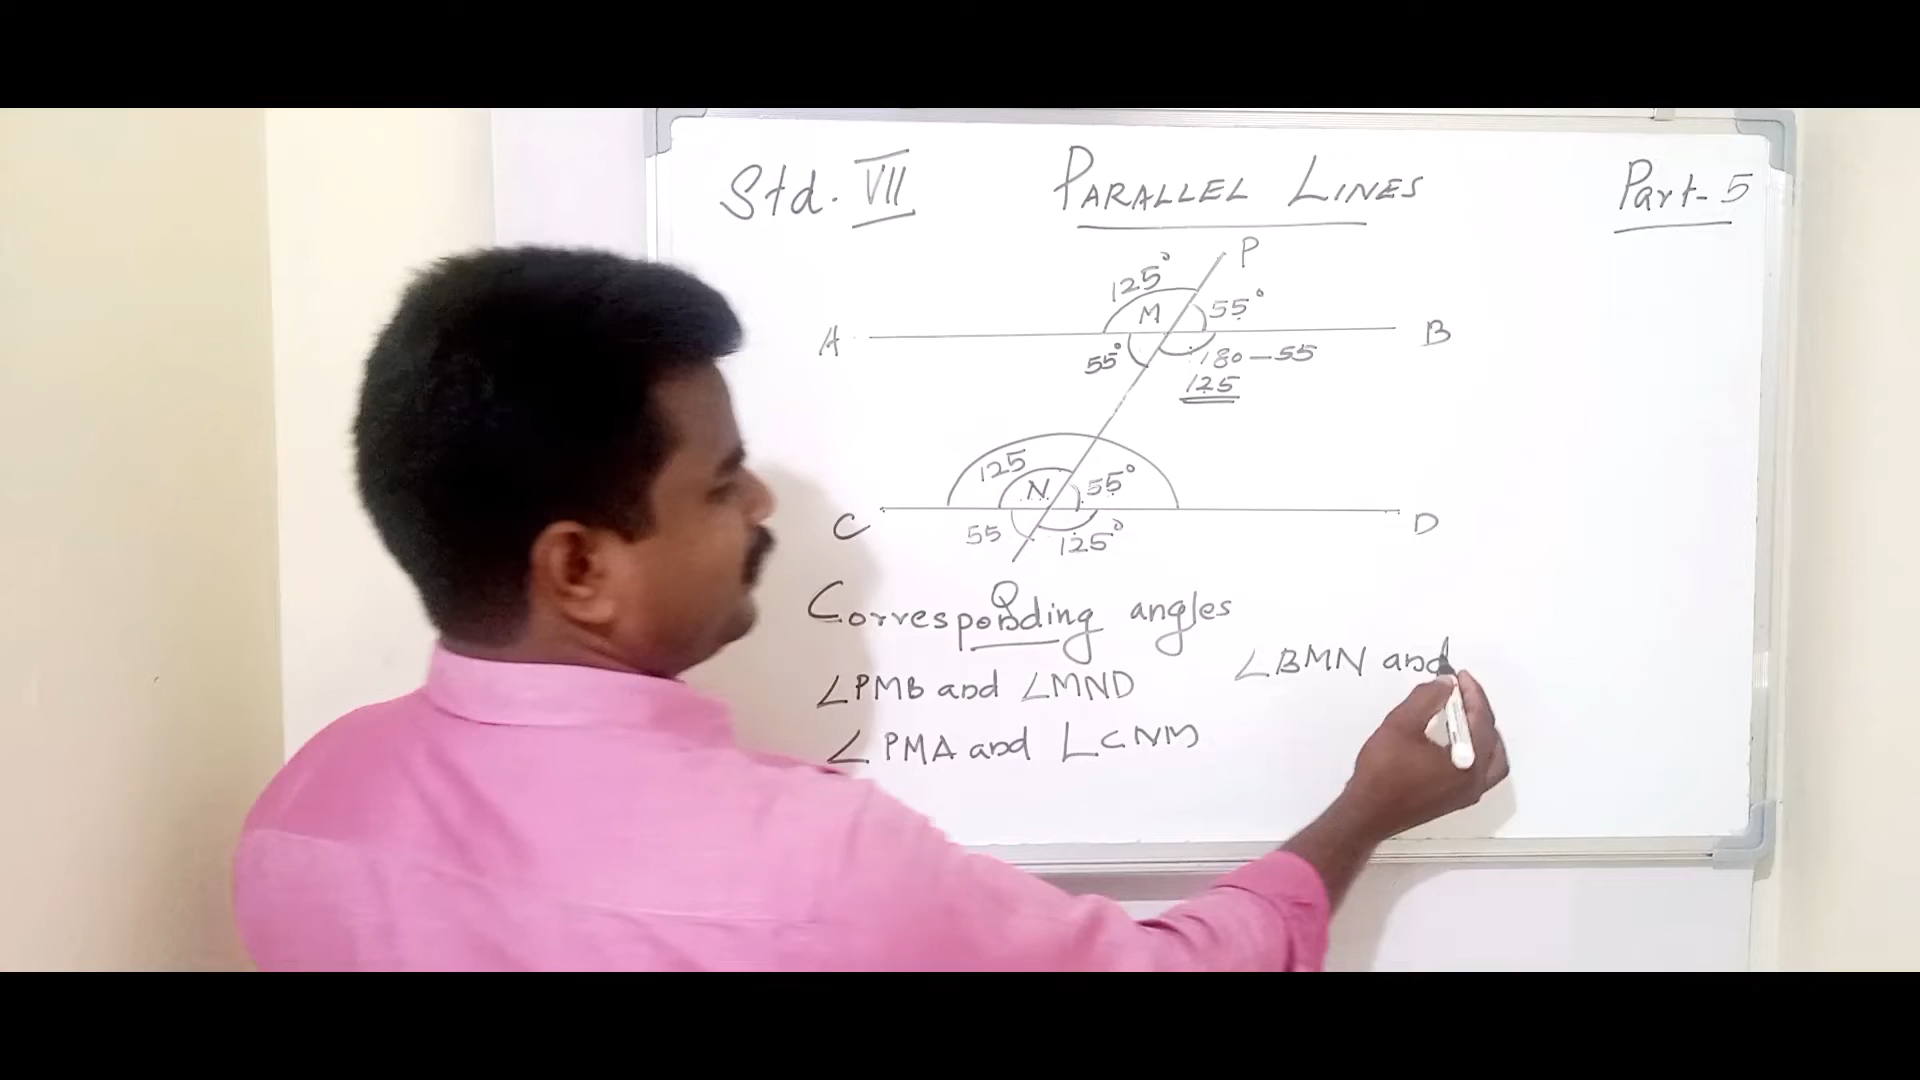 Std. VII PARALLEL LINES Part-5
P
125°
M 55°
A B
55° 180-55
125
125 N 55°
C D
55 125°
Q
Corresponding angles
∠BMN and
∠PMB and ∠MND
∠PMA and ∠CNM